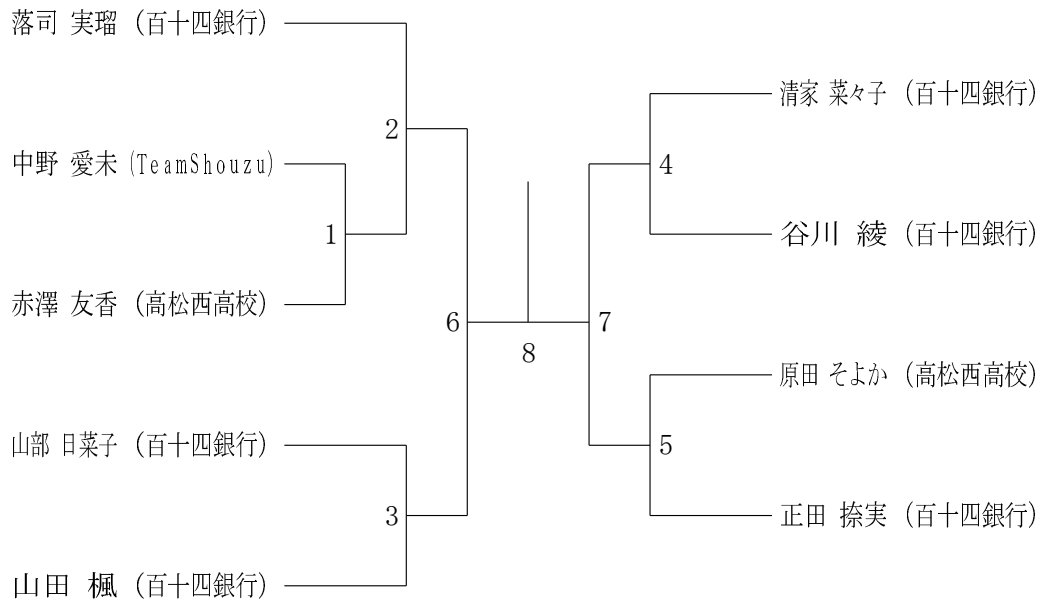 落司 実瑠 (百十四銀行)
2
中野 愛未 (TeamShouzu)
1
赤澤 友香 (高松西高校)
6
山部 日菜子 (百十四銀行)
3
山田 楓 (百十四銀行)
8
清家 菜々子 (百十四銀行)
4
谷川 綾 (百十四銀行)
7
原田 そよか (高松西高校)
5
正田 捺実 (百十四銀行)